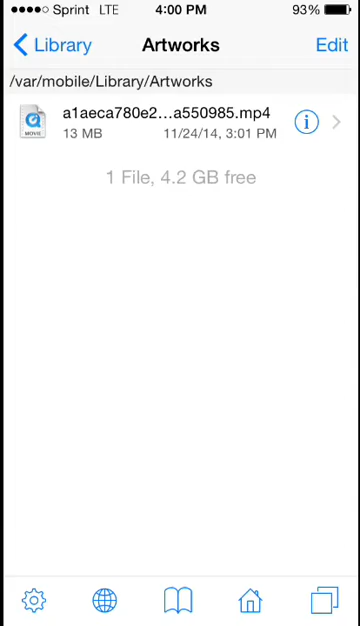 Sprint LTE 4:00 PM 93%
Library Artworks Edit
/var/mobile/Library/Artworks
a1aeca780e2...a550985.mp4
MOVIE 13 MB 11/24/14, 3:01 PM
1 File, 4.2 GB free